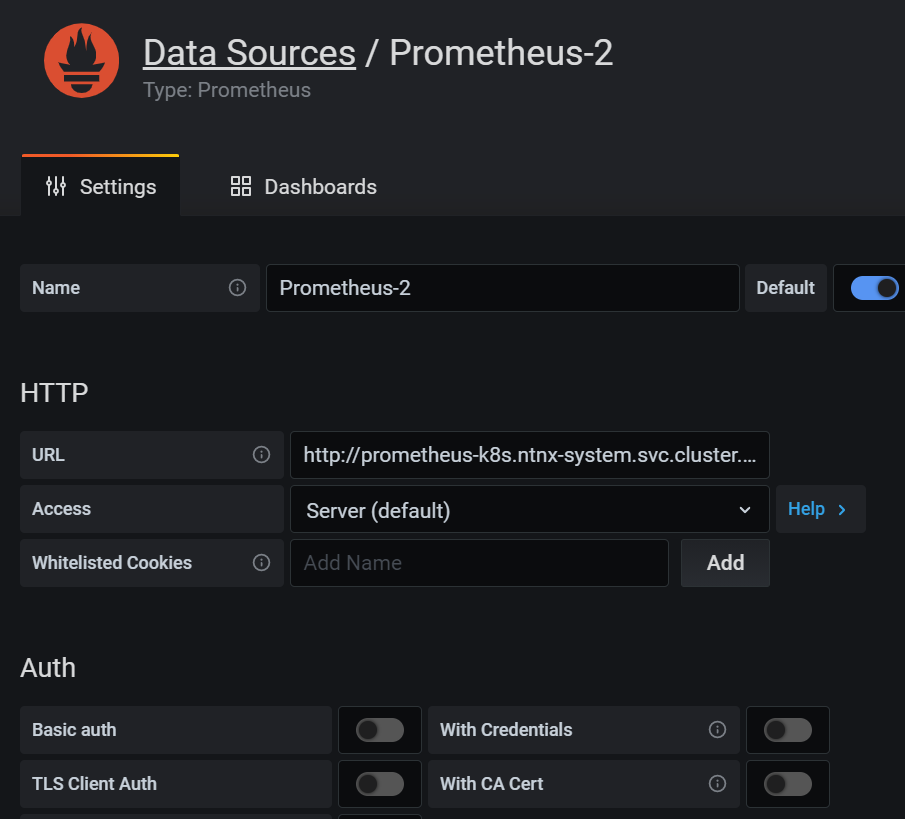 Data Sources / Prometheus-2
Type: Prometheus
Settings
Dashboards
Name
Prometheus-2
Default
HTTP
URL
http://prometheus-k8s.ntnx-system.svc.cluster....
Access
Server (default)
Help
Whitelisted Cookies
Add Name
Add
Auth
Basic auth
With Credentials
TLS Client Auth
With CA Cert